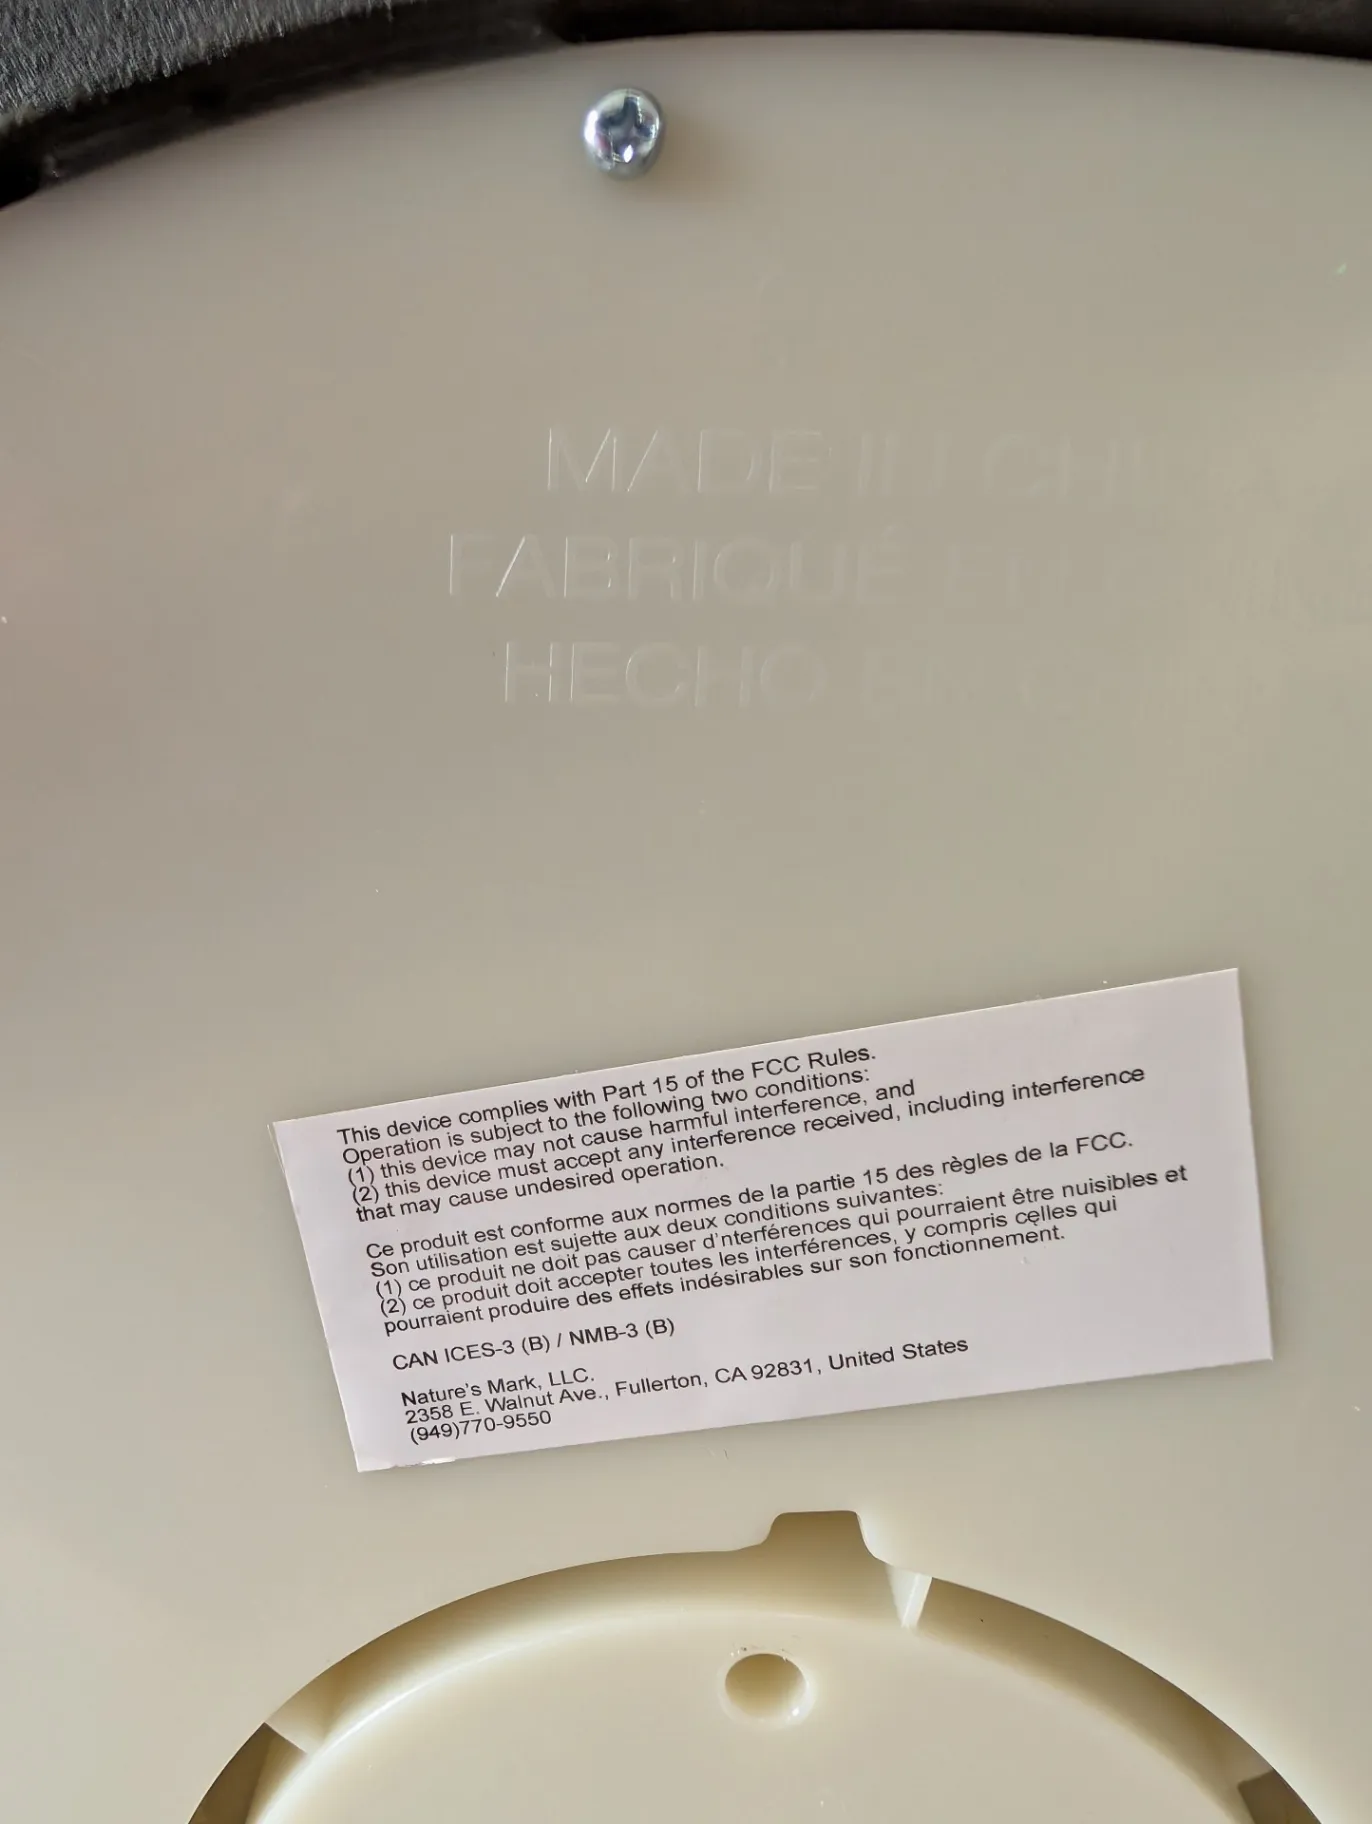 MADE IN
FABRIQUÉ EN
HECHO EN
This device complies with Part 15 of the FCC Rules.
Operation is subject to the following two conditions:
(1) this device may not cause harmful interference, and
(2) this device must accept any interference received, including interference
that may cause undesired operation.
Ce produit est conforme aux normes de la partie 15 des règles de la FCC.
Son utilisation est sujette aux deux conditions suivantes:
(1) ce produit ne doit pas causer d'nterférences qui pourraient être nuisibles et
(2) ce produit doit accepter toutes les interférences, y compris celles qui
pourraient produire des effets indésirables sur son fonctionnement.
CAN ICES-3 (B) / NMB-3 (B)
Nature's Mark, LLC.
2358 E. Walnut Ave., Fullerton, CA 92831, United States
(949)770-9550